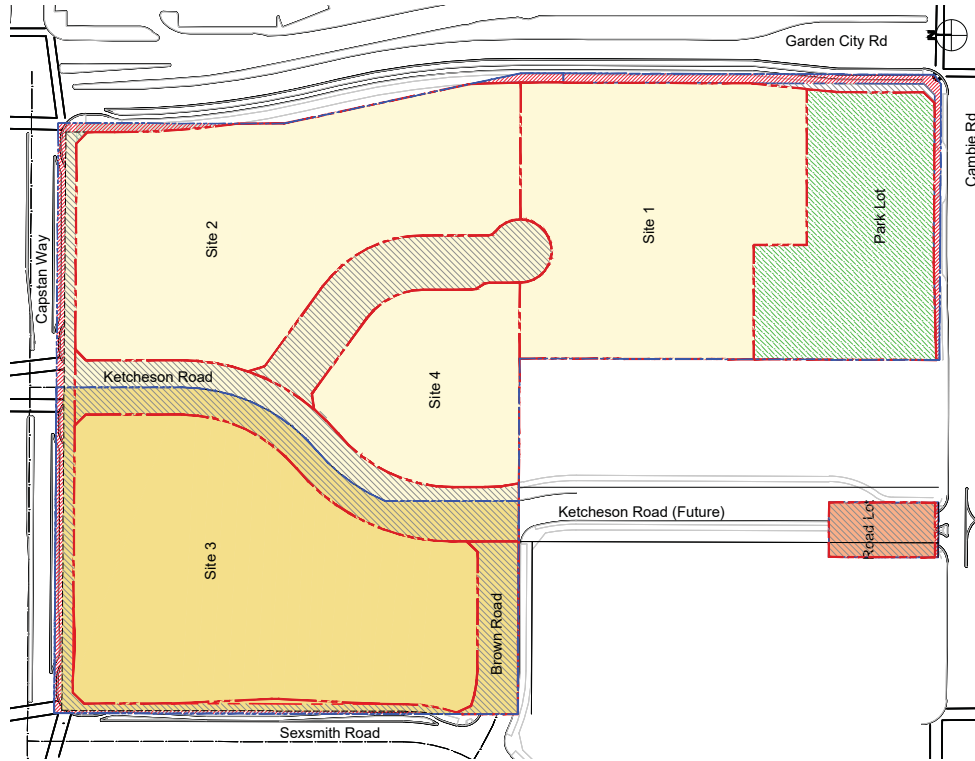 Garden City Rd
N
Cambie Rd
Site 2
Site 1
Park Lot
Capstan Way
Ketcheson Road
Site 4
Ketcheson Road (Future)
Road Lot
Site 3
Brown Road
Sexsmith Road